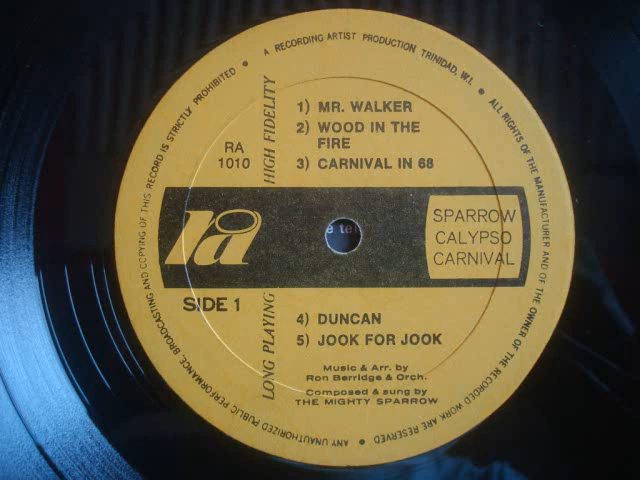 A RECORDING ARTIST PRODUCTION TRINIDAD, W.I. • ALL RIGHTS OF THE MANUFACTURER AND OF THE OWNER OF THE RECORDED WORK ARE RESERVED • ANY UNAUTHORIZED PUBLIC PERFORMANCE, BROADCASTING AND COPYING OF THIS RECORD IS STRICTLY PROHIBITED •
HIGH FIDELITY
1) MR. WALKER
2) WOOD IN THE
FIRE
3) CARNIVAL IN 68
RA
1010
ra
e ter
SPARROW
CALYPSO
CARNIVAL
SIDE 1
LONG PLAYING
4) DUNCAN
5) JOOK FOR JOOK
Music & Arr. by
Ron Berridge & Orch.
Composed & sung by
THE MIGHTY SPARROW